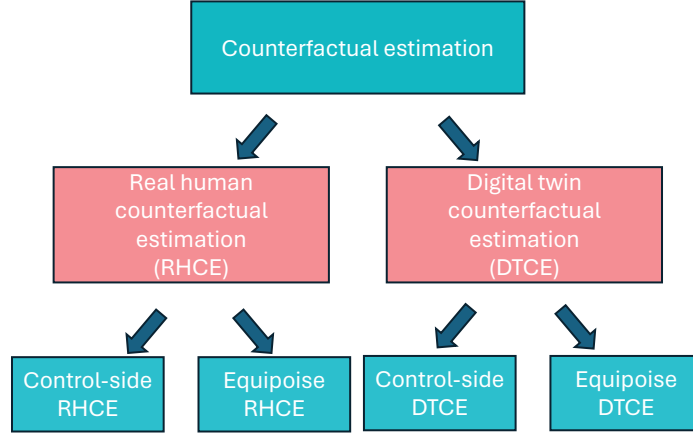 Counterfactual estimation
Real human
counterfactual
estimation
(RHCE)
Digital twin
counterfactual
estimation
(DTCE)
Control-side
RHCE
Equipoise
RHCE
Control-side
DTCE
Equipoise
DTCE